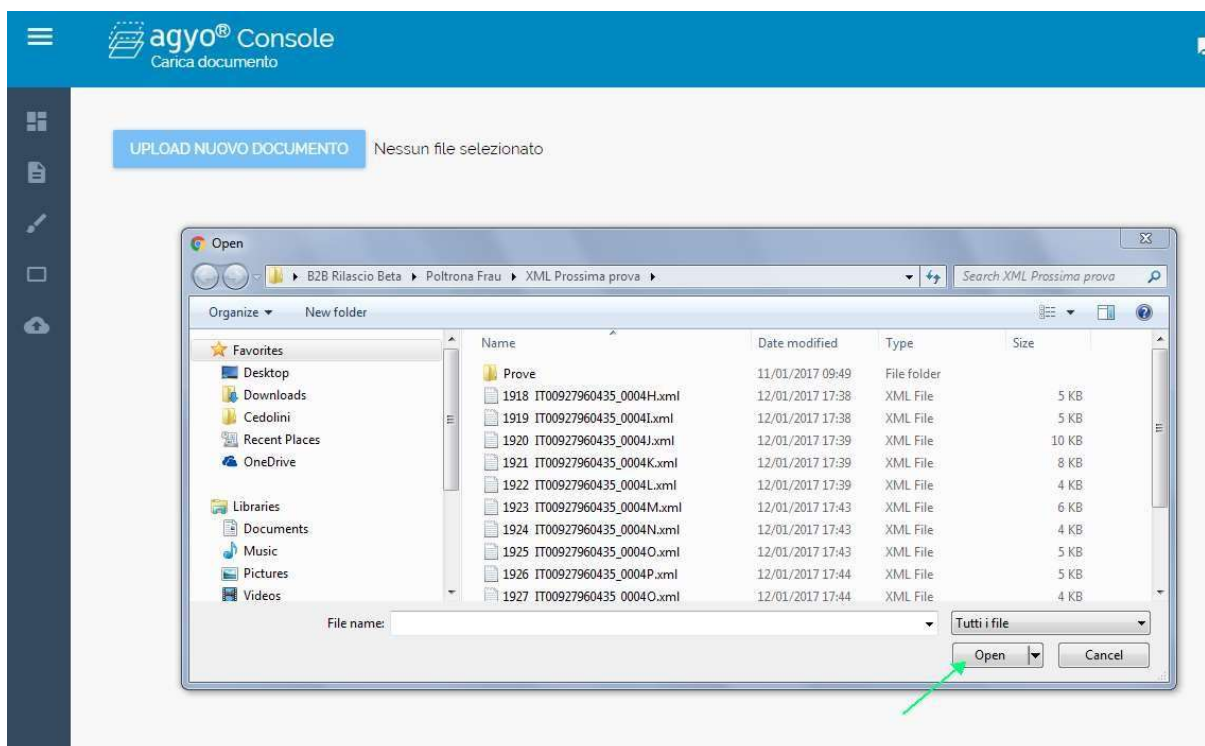 agyo® Console
Carica documento
UPLOAD NUOVO DOCUMENTO Nessun file selezionato
Open
B2B Rilascio Beta Poltrona Frau XML Prossima prova Search XML Prossima prova
Organize New folder
Favorites
Desktop
Downloads
Cedolini
Recent Places
OneDrive
Libraries
Documents
Music
Pictures
Videos
Name Date modified Type Size
Prove 11/01/2017 09:49 File folder
1918 IT00927960435_0004H.xml 12/01/2017 17:38 XML File 5 KB
1919 IT00927960435_0004I.xml 12/01/2017 17:38 XML File 5 KB
1920 IT00927960435_0004J.xml 12/01/2017 17:39 XML File 10 KB
1921 IT00927960435_0004K.xml 12/01/2017 17:39 XML File 8 KB
1922 IT00927960435_0004L.xml 12/01/2017 17:39 XML File 4 KB
1923 IT00927960435_0004M.xml 12/01/2017 17:43 XML File 6 KB
1924 IT00927960435_0004N.xml 12/01/2017 17:43 XML File 4 KB
1925 IT00927960435_0004O.xml 12/01/2017 17:43 XML File 5 KB
1926 IT00927960435_0004P.xml 12/01/2017 17:44 XML File 5 KB
1927 12/01/2017 17:44 XML File 4 KB
File name: Tutti i file
Open Cancel